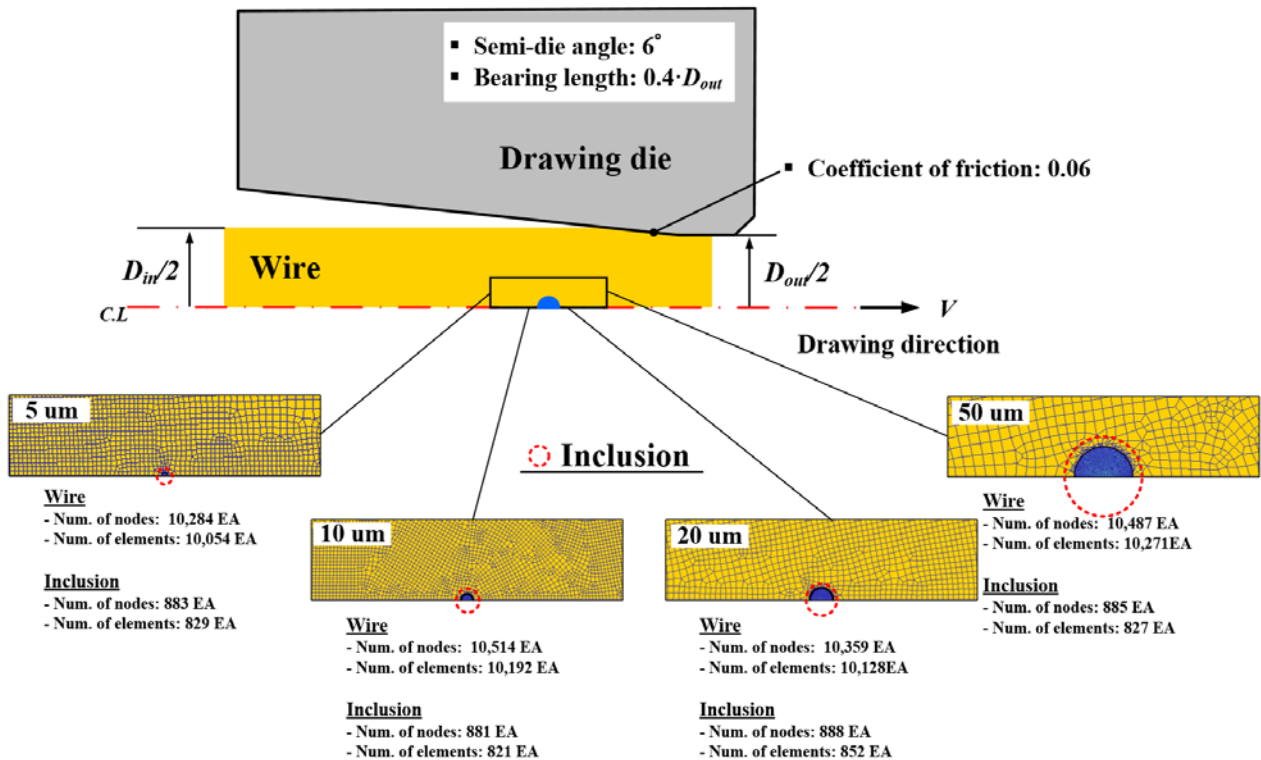 ▪ Semi-die angle: 6°
▪ Bearing length: 0.4·D_out
Drawing die
▪ Coefficient of friction: 0.06
D_in/2
Wire
D_out/2
C.L
V
Drawing direction
5 um
Wire
- Num. of nodes: 10,284 EA
- Num. of elements: 10,054 EA
Inclusion
- Num. of nodes: 883 EA
- Num. of elements: 829 EA
Inclusion
10 um
Wire
- Num. of nodes: 10,514 EA
- Num. of elements: 10,192 EA
Inclusion
- Num. of nodes: 881 EA
- Num. of elements: 821 EA
20 um
Wire
- Num. of nodes: 10,359 EA
- Num. of elements: 10,128EA
Inclusion
- Num. of nodes: 888 EA
- Num. of elements: 852 EA
50 um
Wire
- Num. of nodes: 10,487 EA
- Num. of elements: 10,271EA
Inclusion
- Num. of nodes: 885 EA
- Num. of elements: 827 EA